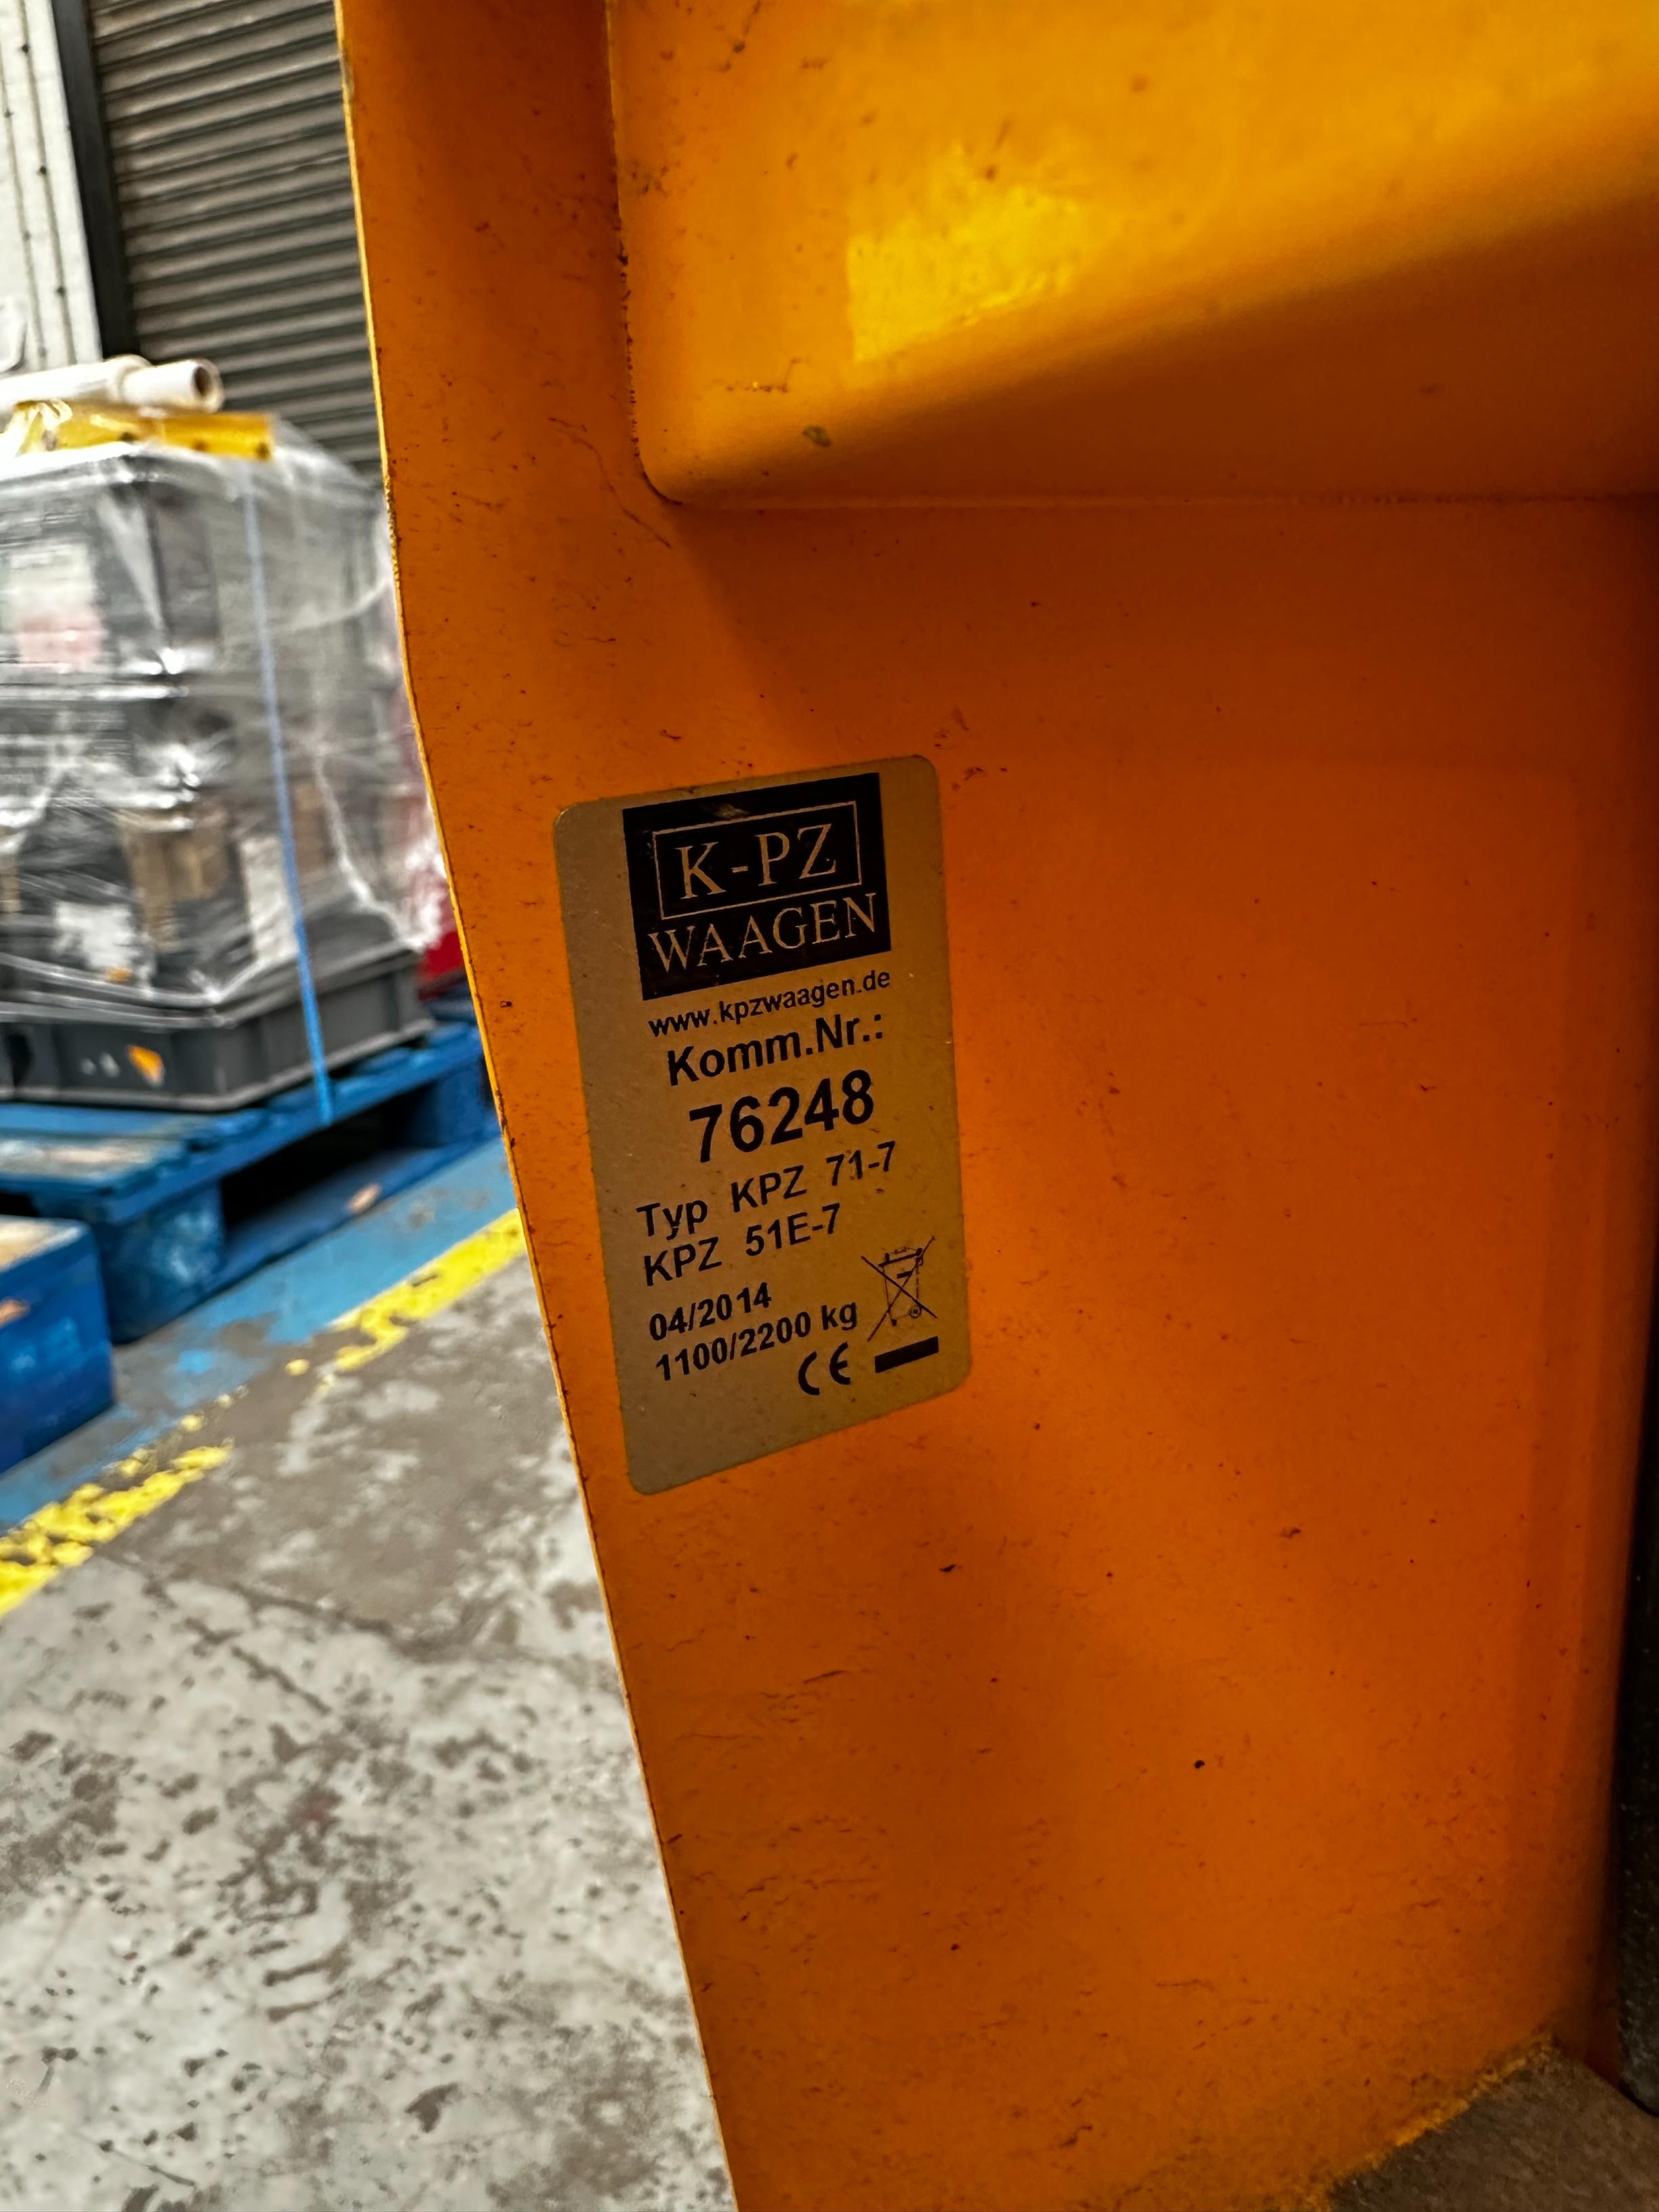 K-PZ
WAAGEN
www.kpzwaagen.de
Komm.Nr.:
76248
Typ KPZ 71-7
KPZ 51E-7
04/2014
1100/2200 kg
CE